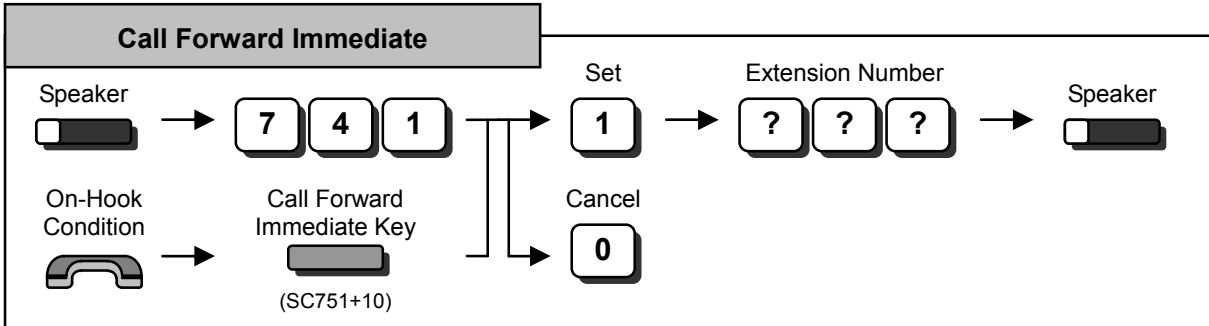 Call Forward Immediate
Speaker
7 4 1
Set
1
Extension Number
? ? ?
Speaker
On-Hook
Condition
Call Forward
Immediate Key
(SC751+10)
Cancel
0